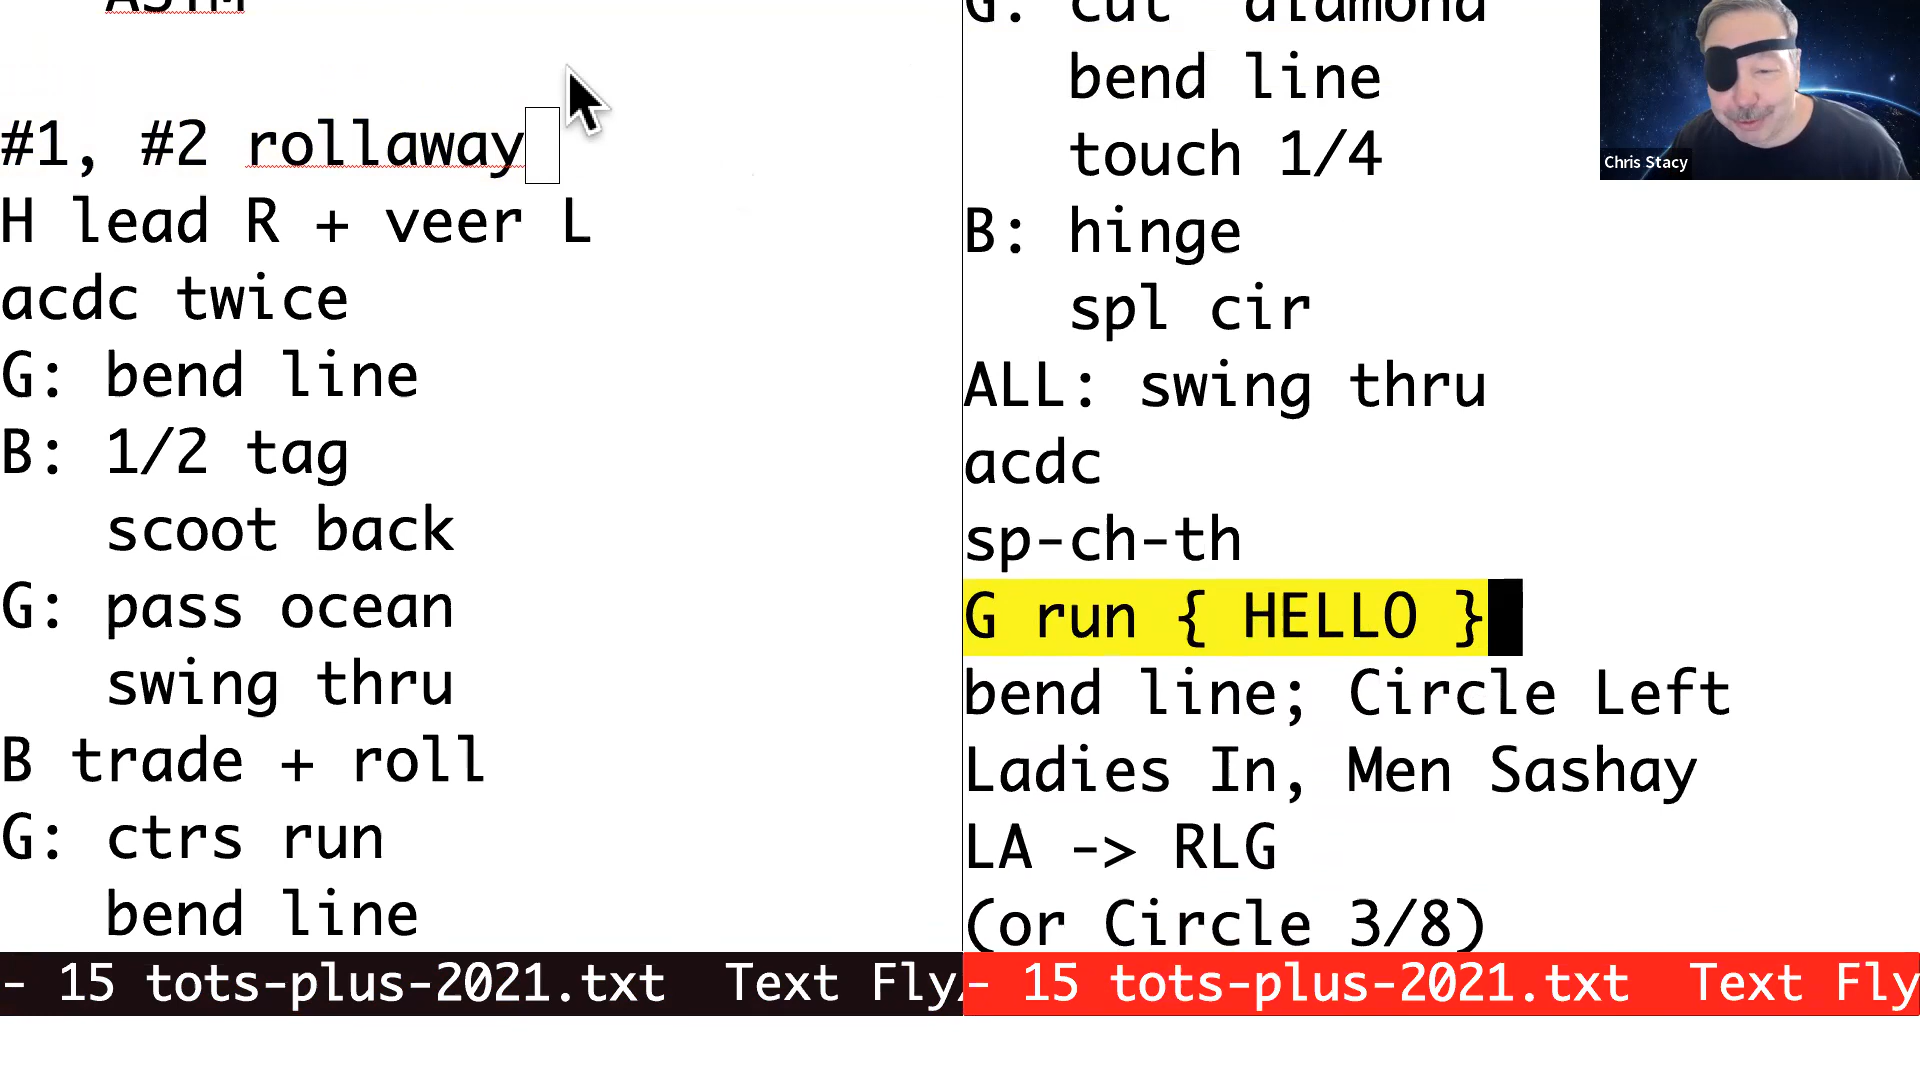 ASTM
#1, #2 rollaway
H lead R + veer L
acdc twice
G: bend line
B: 1/2 tag
scoot back
G: pass ocean
swing thru
B trade + roll
G: ctrs run
bend line
- 15 tots-plus-2021.txt Text Fly
G: cut diamond
bend line
touch 1/4
B: hinge
spl cir
ALL: swing thru
acdc
sp-ch-th
G run { HELLO }
bend line; Circle Left
Ladies In, Men Sashay
LA -> RLG
(or Circle 3/8)
- 15 tots-plus-2021.txt Text Fly
Chris Stacy